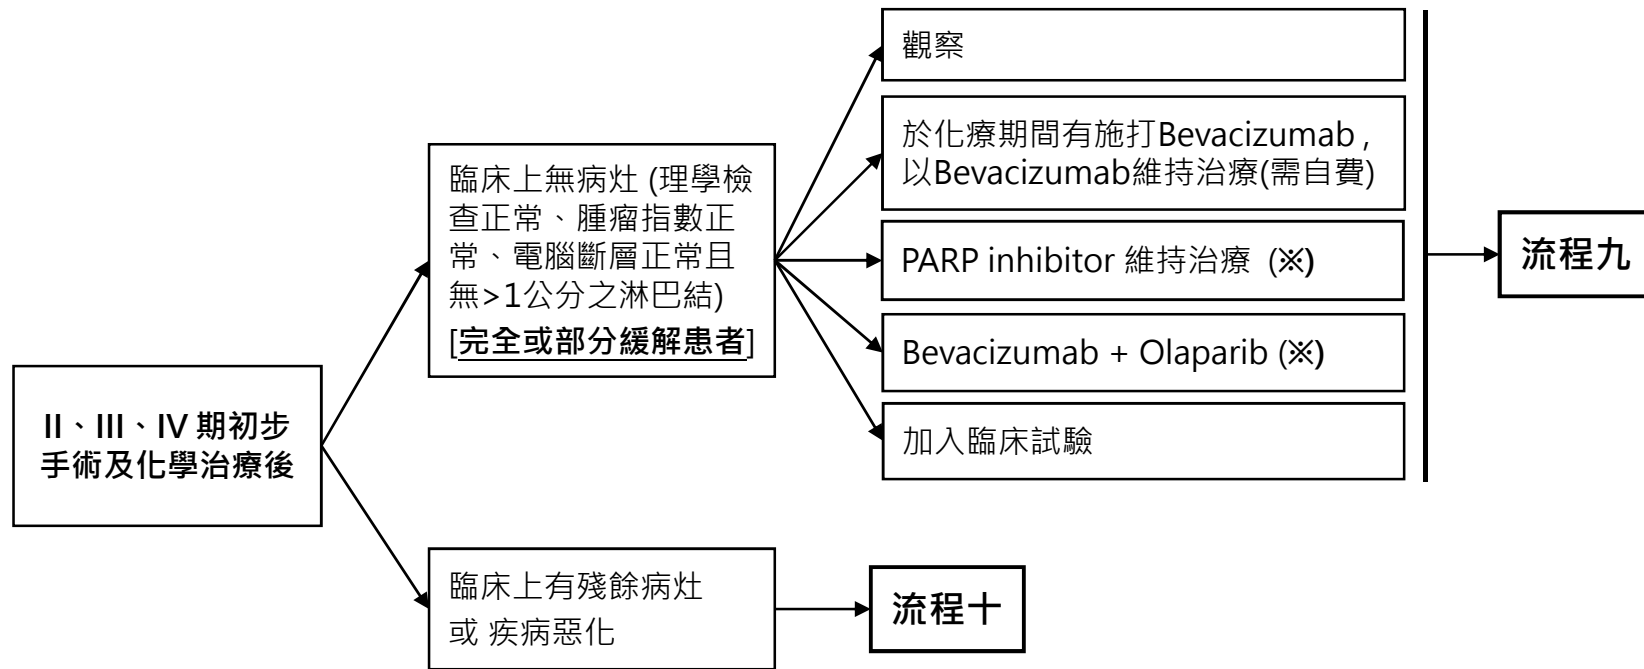 II、III、IV 期初步
手術及化學治療後
臨床上無病灶 (理學檢
查正常、腫瘤指數正
常、電腦斷層正常且
無>1公分之淋巴結)
[完全或部分緩解患者]
觀察
於化療期間有施打Bevacizumab ,
以Bevacizumab維持治療(需自費)
PARP inhibitor 維持治療 (※)
Bevacizumab + Olaparib (※)
加入臨床試驗
流程九
臨床上有殘餘病灶
或 疾病惡化
流程十